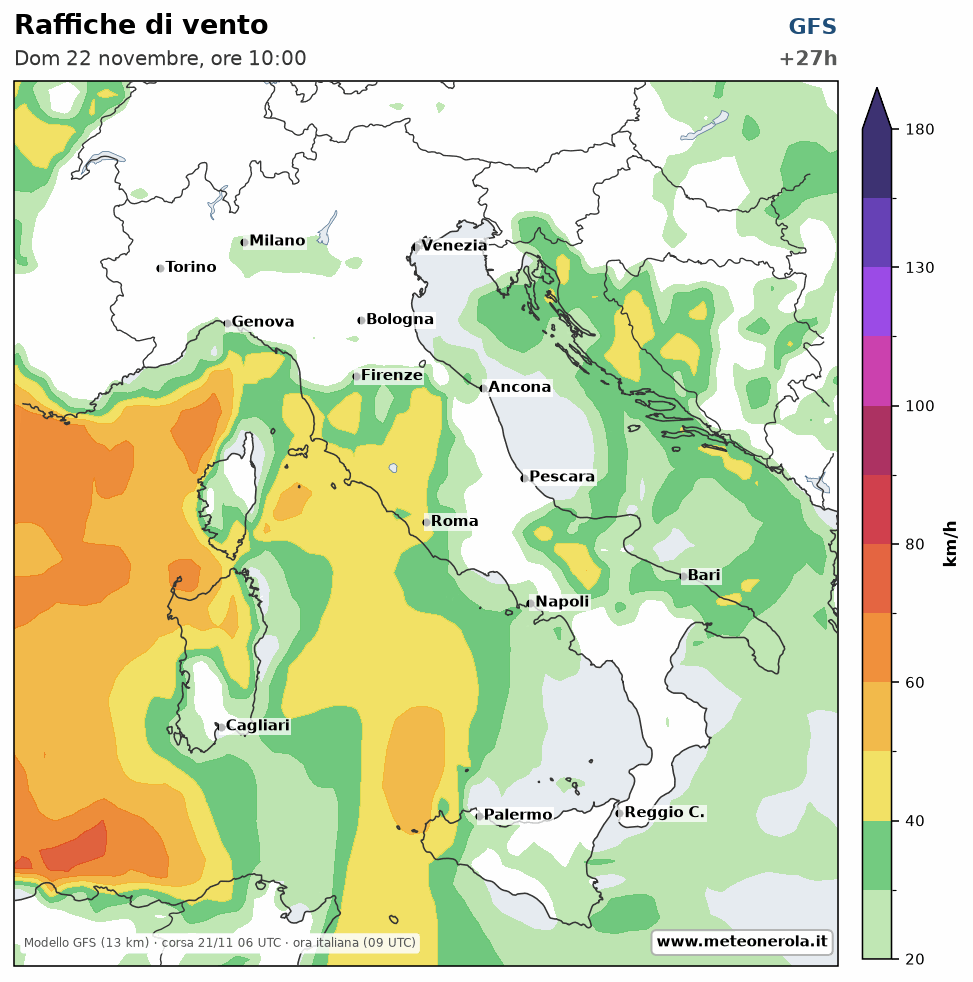 Raffiche di vento
GFS
Dom 22 novembre, ore 10:00
+27h
Milano
Venezia
Torino
Genova
Bologna
Firenze
Ancona
Pescara
Roma
Bari
Napoli
Cagliari
Palermo
Reggio C.
180
130
100
80
60
40
20
km/h
Modello GFS (13 km) · corsa 21/11 06 UTC · ora italiana (09 UTC)
www.meteonerola.it